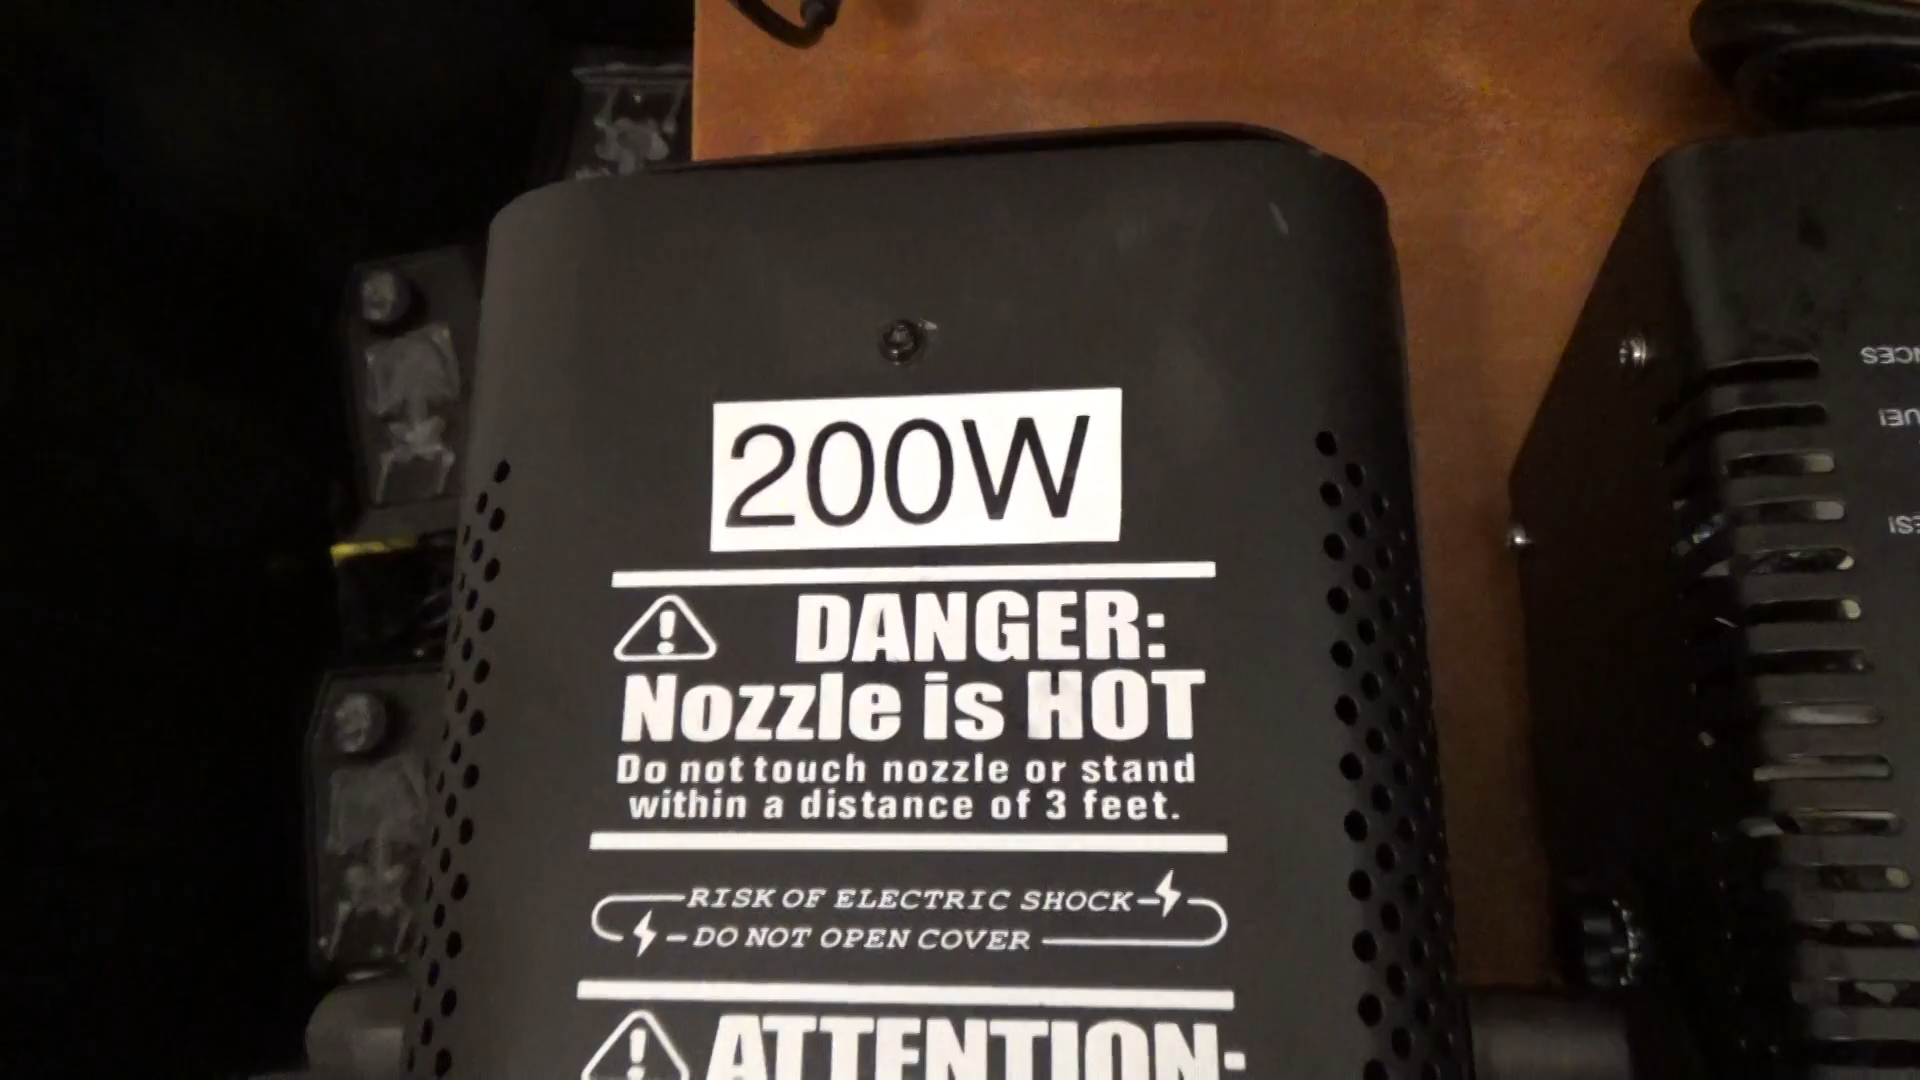 200W
DANGER:
Nozzle is HOT
Do not touch nozzle or stand
within a distance of 3 feet.
RISK OF ELECTRIC SHOCK
DO NOT OPEN COVER
ATTENTION: